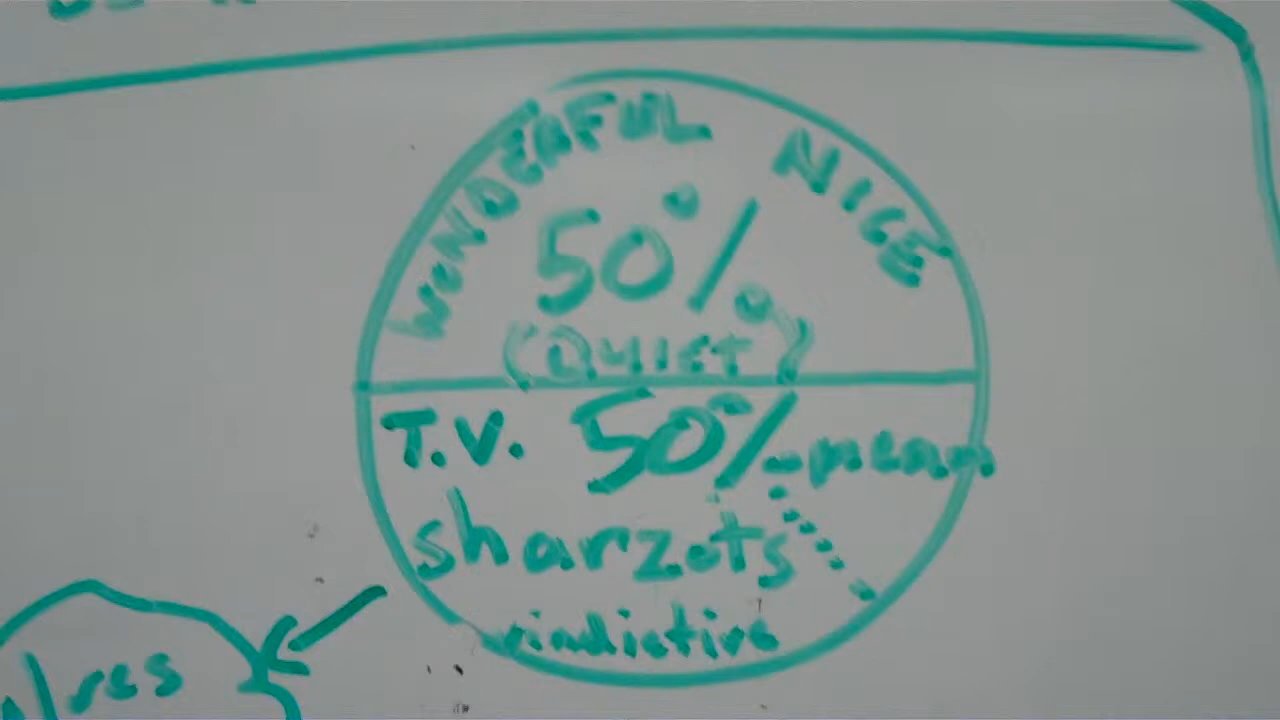 WONDERFUL NICE
50%
(QUIET)
T.V. 50% mean
sharzots
vindictive